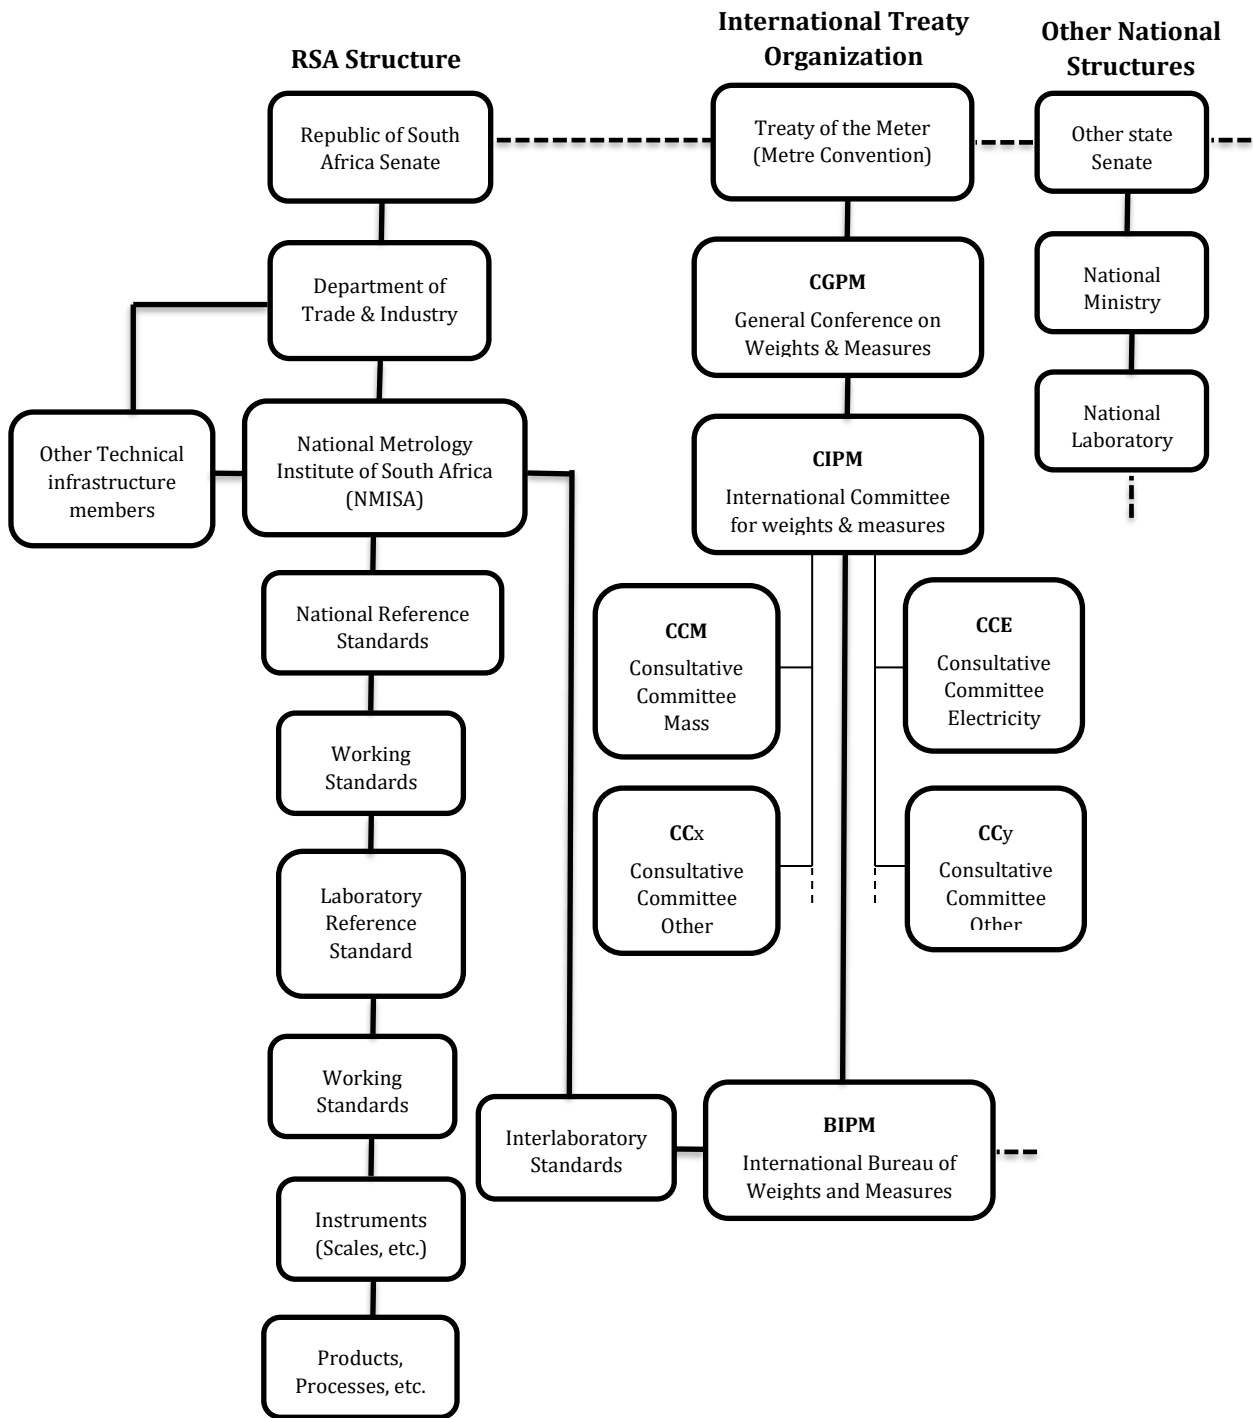 RSA Structure
Republic of South
Africa Senate
Department of
Trade & Industry
Other Technical
infrastructure
members
National Metrology
Institute of South Africa
(NMISA)
National Reference
Standards
Working
Standards
Laboratory
Reference
Standard
Working
Standards
Instruments
(Scales, etc.)
Products,
Processes, etc.
Interlaboratory
Standards
International Treaty
Organization
Treaty of the Meter
(Metre Convention)
CGPM
General Conference on
Weights & Measures
CIPM
International Committee
for weights & measures
CCM
Consultative
Committee
Mass
CCE
Consultative
Committee
Electricity
CCx
Consultative
Committee
Other
CCy
Consultative
Committee
Other
BIPM
International Bureau of
Weights and Measures
Other National
Structures
Other state
Senate
National
Ministry
National
Laboratory